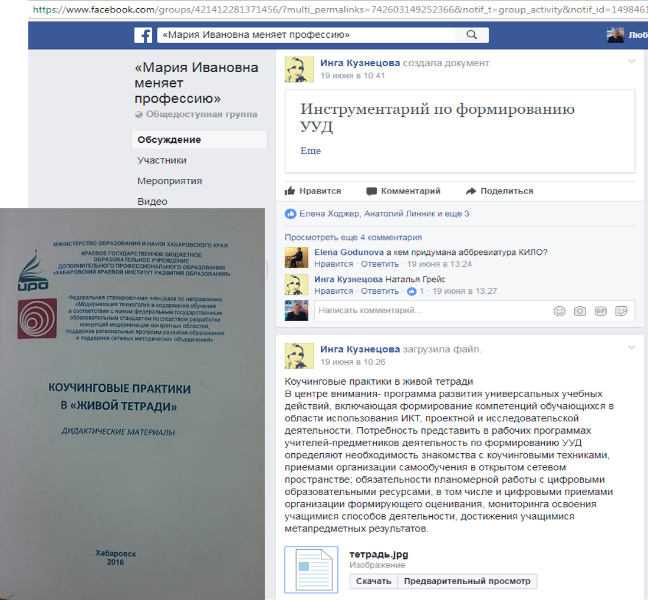 https://www.facebook.com/groups/421412281371456/?multi_permalinks=742603149252366&notif_t=group_activity&notif_id=149846
«Мария Ивановна меняет профессию»
Люб
«Мария Ивановна
меняет
профессию»
Общедоступная группа
Обсуждение
Участники
Мероприятия
Видео
Инга Кузнецова создала документ.
19 июня в 10:41
Инструментарий по формированию
УУД
Еще
Нравится Комментарий Поделиться
Елена Ходжер, Анатолий Линник и еще 3
Просмотреть еще 4 комментария
Elena Godunova а кем придумана аббревиатура КИЛО?
Нравится · Ответить · 19 июня в 13:24
Инга Кузнецова Наталья Грейс
Нравится · Ответить · 1 · 19 июня в 13:27
Написать комментарий...
Инга Кузнецова загрузила файл.
19 июня в 10:26
Коучинговые практики в живой тетради
В центре внимания- программа развития универсальных учебных
действий, включающая формирование компетенций обучающихся в
области использования ИКТ, проектной и исследовательской
деятельности. Потребность представить в рабочих программах
учителей-предметников деятельность по формированию УУД
определяют необходимость знакомства с коучинговыми техниками,
приемами организации самообучения в открытом сетевом
пространстве; обязательности планомерной работы с цифровыми
образовательными ресурсами, в том числе и цифровыми приемами
организации формирующего оценивания, мониторинга освоения
учащимися способов деятельности, достижения учащимися
метапредметных результатов.
тетрадь.jpg
Изображение
Скачать Предварительный просмотр
МИНИСТЕРСТВО ОБРАЗОВАНИЯ И НАУКИ ХАБАРОВСКОГО КРАЯ
КРАЕВОЕ ГОСУДАРСТВЕННОЕ БЮДЖЕТНОЕ
ОБРАЗОВАТЕЛЬНОЕ УЧРЕЖДЕНИЕ
ДОПОЛНИТЕЛЬНОГО ПРОФЕССИОНАЛЬНОГО ОБРАЗОВАНИЯ
«ХАБАРОВСКИЙ КРАЕВОЙ ИНСТИТУТ РАЗВИТИЯ ОБРАЗОВАНИЯ»
ИРО
Федеральная стажировочная площадка по направлению
«Модернизация технологий и содержания обучения
в соответствии с новым федеральным государственным
образовательным стандартом посредством разработки
концепций модернизации конкретных областей,
поддержки региональных программ развития образования
и поддержки сетевых методических объединений»
КОУЧИНГОВЫЕ ПРАКТИКИ
В «ЖИВОЙ ТЕТРАДИ»
ДИДАКТИЧЕСКИЕ МАТЕРИАЛЫ
Хабаровск
2016